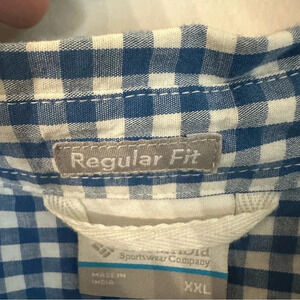 Regular Fit
Sportswear Company
MADE IN
INDIA
XXL